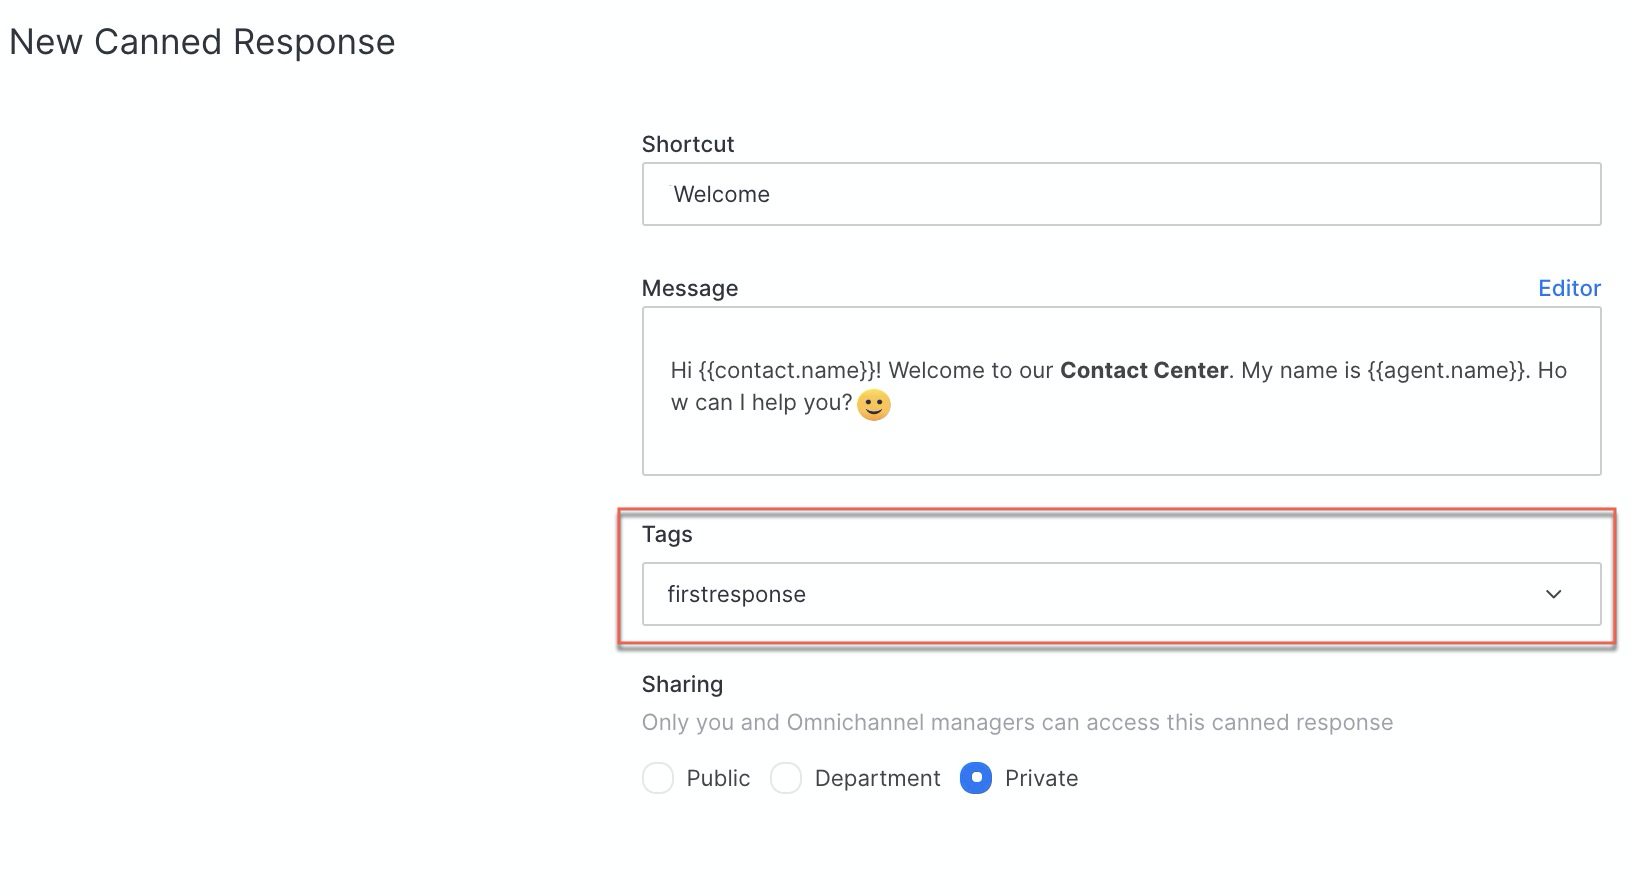 New Canned Response
Shortcut
Welcome
Message
Editor
Hi {{contact.name}}! Welcome to our Contact Center. My name is {{agent.name}}. Ho
w can I help you?
Tags
firstresponse
Sharing
Only you and Omnichannel managers can access this canned response
Public
Department
Private